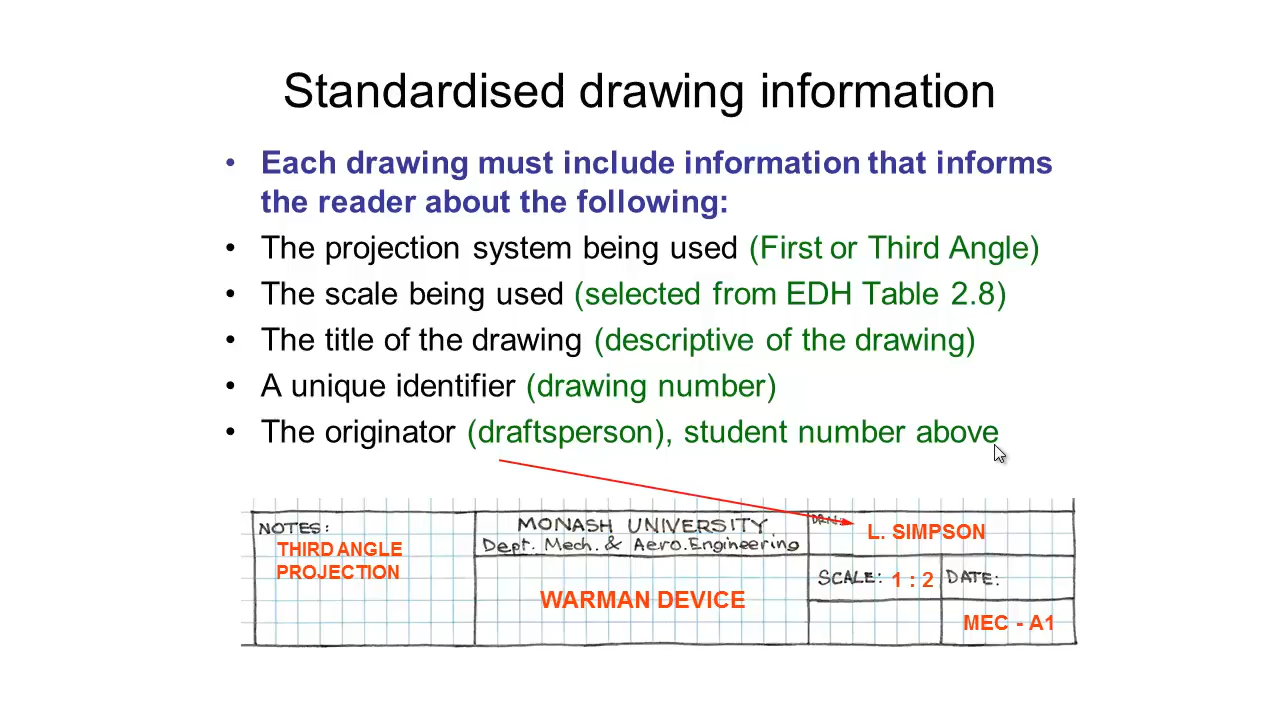 Standardised drawing information
• Each drawing must include information that informs
the reader about the following:
• The projection system being used (First or Third Angle)
• The scale being used (selected from EDH Table 2.8)
• The title of the drawing (descriptive of the drawing)
• A unique identifier (drawing number)
• The originator (draftsperson), student number above
NOTES:
THIRD ANGLE
PROJECTION
MONASH UNIVERSITY
Dept. Mech. & Aero. Engineering
WARMAN DEVICE
L. SIMPSON
SCALE: 1 : 2
DATE:
MEC - A1